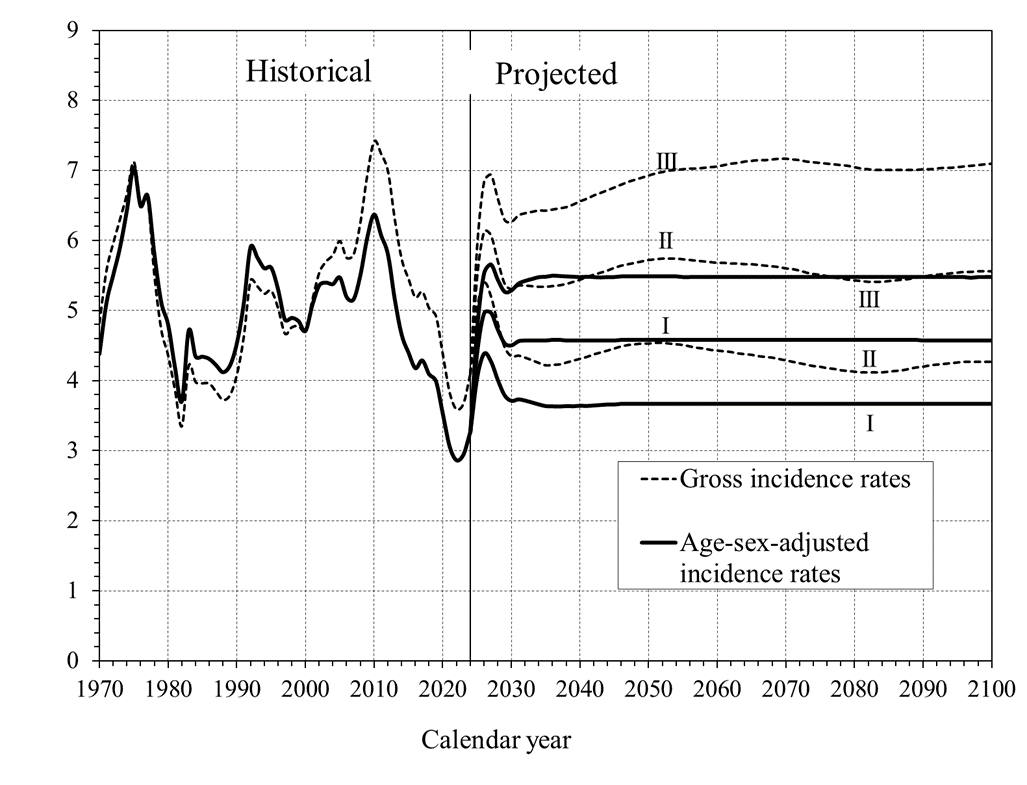 9
Historical
Projected
8
7
III
6
II
5
III
I
4
II
I
3
Gross incidence rates
2
Age-sex-adjusted
incidence rates
1
0
1970 1980 1990 2000 2010 2020 2030 2040 2050 2060 2070 2080 2090 2100
Calendar year